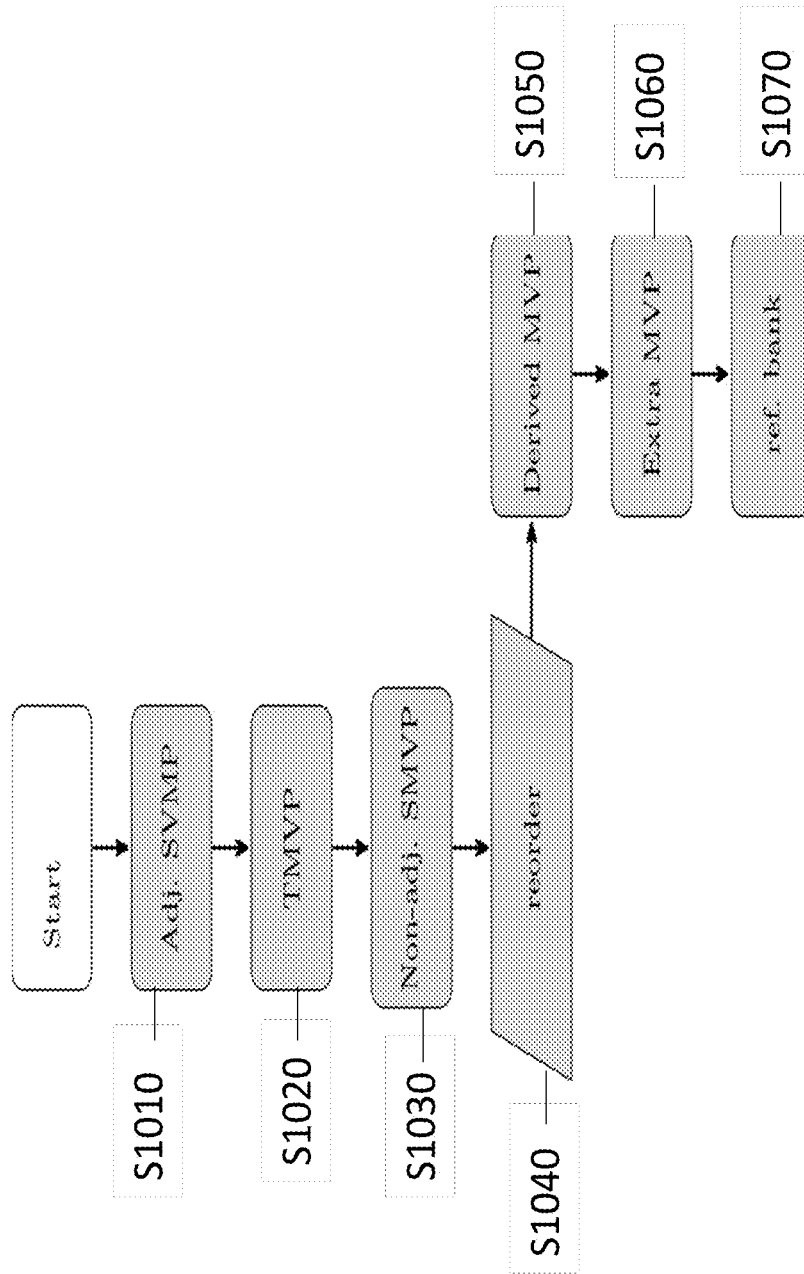 Start
Adj. SVMP
S1010
TMVP
S1020
Non-adj. SMVP
S1030
reorder
S1040
Derived MVP
S1050
Extra MVP
S1060
ref. bank
S1070